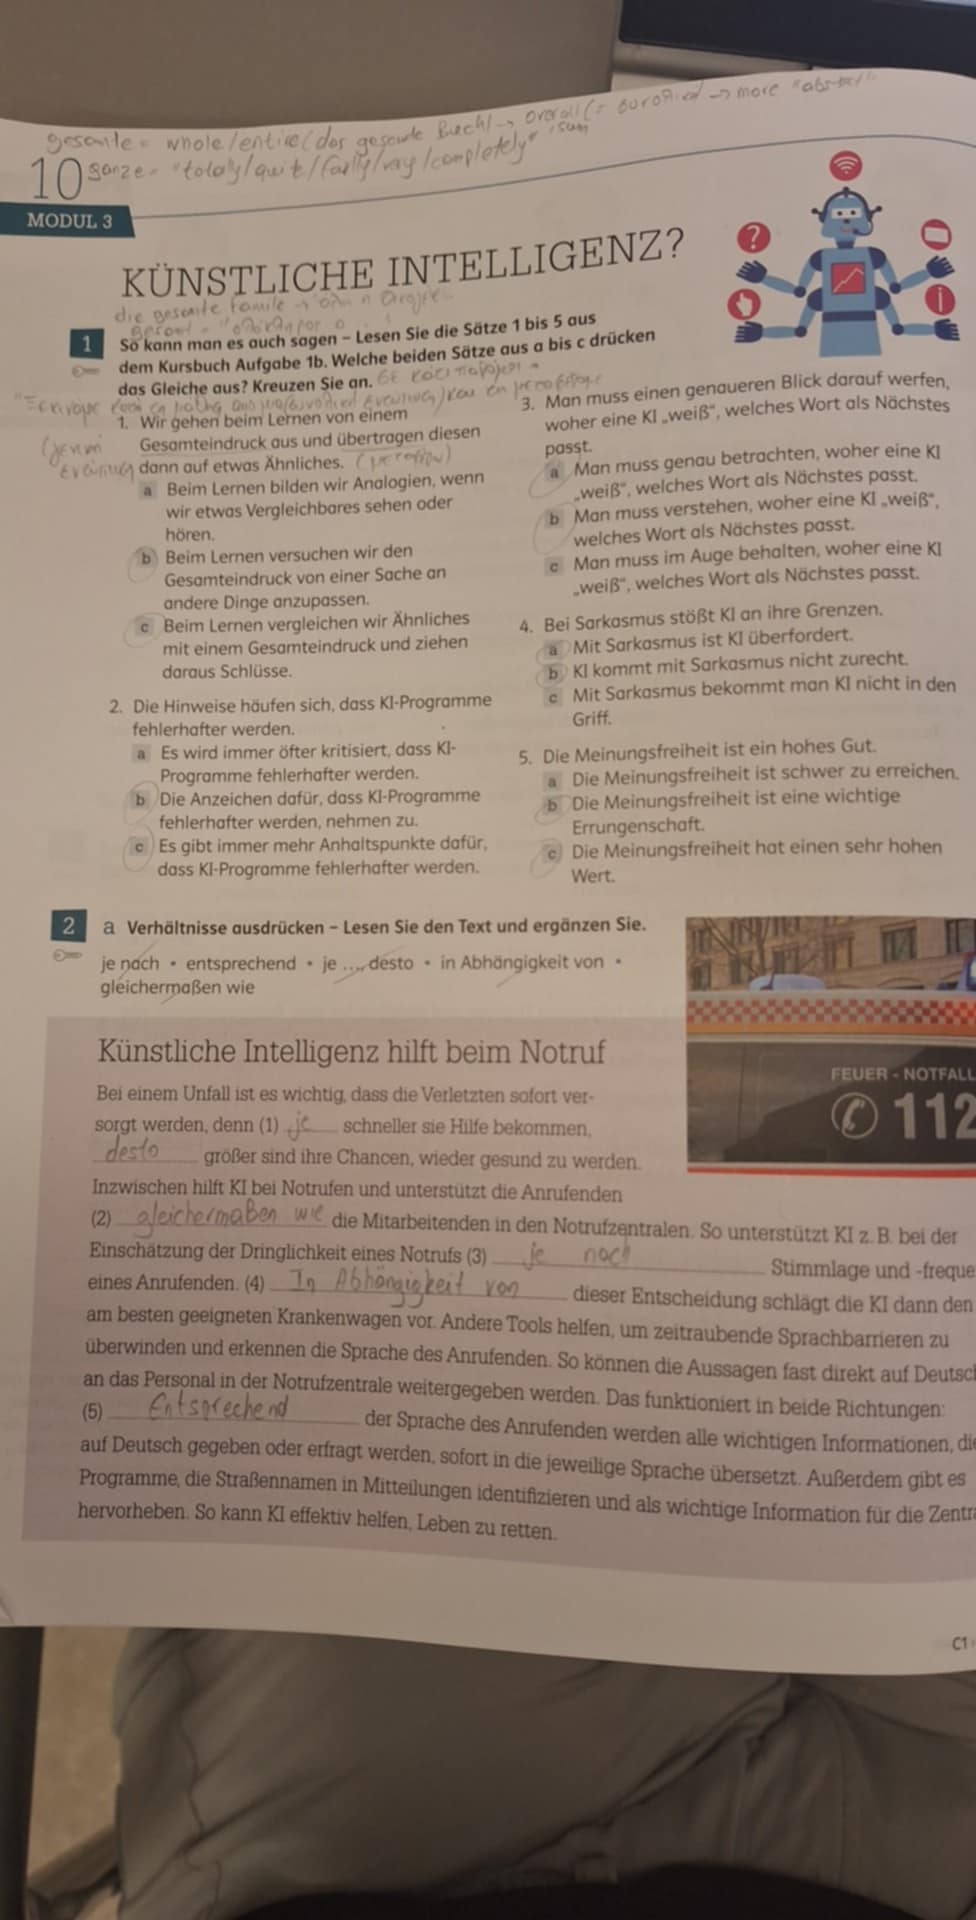 gesamte = whole/entire (das gesamte Buch) → overall → more
10 ganze = "totally/quite/fairly/very/completely"
MODUL 3
KÜNSTLICHE INTELLIGENZ?
die gesamte Familie →
1 So kann man es auch sagen – Lesen Sie die Sätze 1 bis 5 aus
dem Kursbuch Aufgabe 1b. Welche beiden Sätze aus a bis c drücken
das Gleiche aus? Kreuzen Sie an.
1. Wir gehen beim Lernen von einem
Gesamteindruck aus und übertragen diesen
dann auf etwas Ähnliches.
a Beim Lernen bilden wir Analogien, wenn
wir etwas Vergleichbares sehen oder
hören.
b Beim Lernen versuchen wir den
Gesamteindruck von einer Sache an
andere Dinge anzupassen.
c Beim Lernen vergleichen wir Ähnliches
mit einem Gesamteindruck und ziehen
daraus Schlüsse.
2. Die Hinweise häufen sich, dass KI-Programme
fehlerhafter werden.
a Es wird immer öfter kritisiert, dass KI-
Programme fehlerhafter werden.
b Die Anzeichen dafür, dass KI-Programme
fehlerhafter werden, nehmen zu.
c Es gibt immer mehr Anhaltspunkte dafür,
dass KI-Programme fehlerhafter werden.
3. Man muss einen genaueren Blick darauf werfen,
woher eine KI „weiß“, welches Wort als Nächstes
passt.
a Man muss genau betrachten, woher eine KI
„weiß“, welches Wort als Nächstes passt.
b Man muss verstehen, woher eine KI „weiß“,
welches Wort als Nächstes passt.
c Man muss im Auge behalten, woher eine KI
„weiß“, welches Wort als Nächstes passt.
4. Bei Sarkasmus stößt KI an ihre Grenzen.
a Mit Sarkasmus ist KI überfordert.
b KI kommt mit Sarkasmus nicht zurecht.
c Mit Sarkasmus bekommt man KI nicht in den
Griff.
5. Die Meinungsfreiheit ist ein hohes Gut.
a Die Meinungsfreiheit ist schwer zu erreichen.
b Die Meinungsfreiheit ist eine wichtige
Errungenschaft.
c Die Meinungsfreiheit hat einen sehr hohen
Wert.
2 a Verhältnisse ausdrücken – Lesen Sie den Text und ergänzen Sie.
je nach • entsprechend • je …, desto • in Abhängigkeit von •
gleichermaßen wie
FEUER - NOTFALL
112
Künstliche Intelligenz hilft beim Notruf
Bei einem Unfall ist es wichtig, dass die Verletzten sofort ver-
sorgt werden, denn (1) je schneller sie Hilfe bekommen,
desto größer sind ihre Chancen, wieder gesund zu werden.
Inzwischen hilft KI bei Notrufen und unterstützt die Anrufenden
(2) gleichermaßen wie die Mitarbeitenden in den Notrufzentralen. So unterstützt KI z. B. bei der
Einschätzung der Dringlichkeit eines Notrufs (3) je nach Stimmlage und -freque
eines Anrufenden. (4) In Abhängigkeit von dieser Entscheidung schlägt die KI dann den
am besten geeigneten Krankenwagen vor. Andere Tools helfen, um zeitraubende Sprachbarrieren zu
überwinden und erkennen die Sprache des Anrufenden. So können die Aussagen fast direkt auf Deutsc
an das Personal in der Notrufzentrale weitergegeben werden. Das funktioniert in beide Richtungen:
(5) Entsprechend der Sprache des Anrufenden werden alle wichtigen Informationen, die
auf Deutsch gegeben oder erfragt werden, sofort in die jeweilige Sprache übersetzt. Außerdem gibt es
Programme, die Straßennamen in Mitteilungen identifizieren und als wichtige Information für die Zentra
hervorheben. So kann KI effektiv helfen, Leben zu retten.
C1